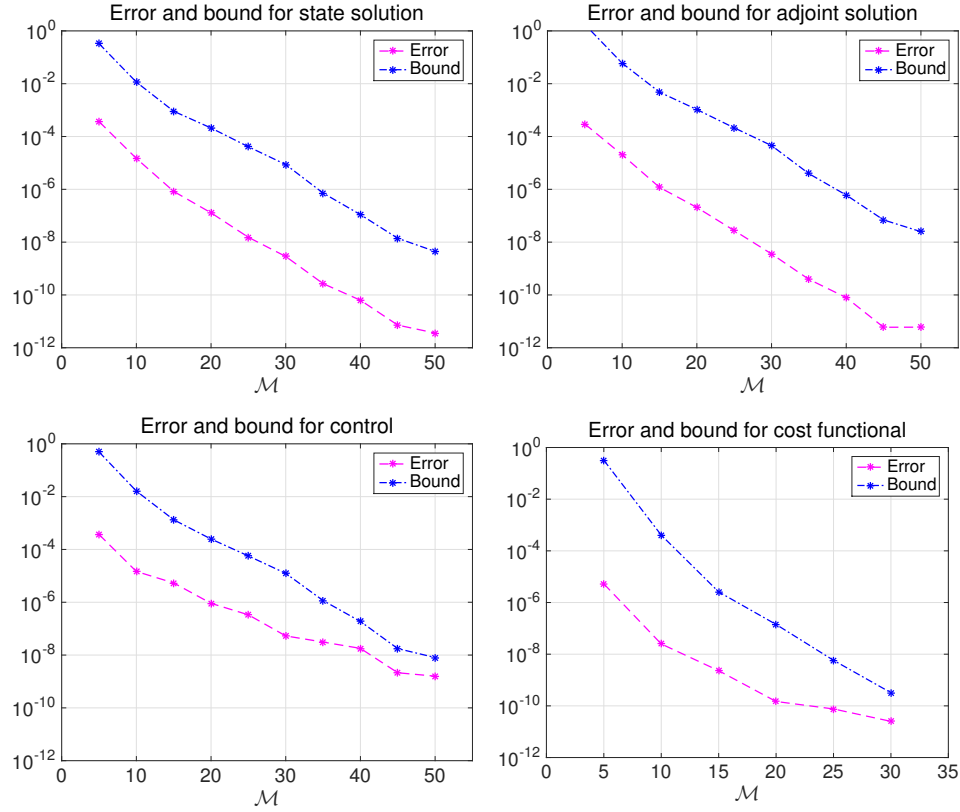 Error and bound for state solution
10^0
10^-2
10^-4
10^-6
10^-8
10^-10
10^-12
0 10 20 30 40 50
ℳ
Error
Bound
Error and bound for adjoint solution
10^0
10^-2
10^-4
10^-6
10^-8
10^-10
10^-12
0 10 20 30 40 50
ℳ
Error
Bound
Error and bound for control
10^0
10^-2
10^-4
10^-6
10^-8
10^-10
10^-12
0 10 20 30 40 50
ℳ
Error
Bound
Error and bound for cost functional
10^0
10^-2
10^-4
10^-6
10^-8
10^-10
10^-12
0 5 10 15 20 25 30 35
ℳ
Error
Bound